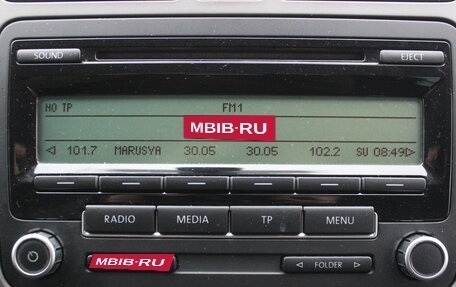 SOUND
EJECT
NO TP FM1
MBIB-RU
101.7 MARUSYA 30.05 30.05 102.2 SU 08:49
RADIO MEDIA TP MENU
MBIB-RU
FOLDER